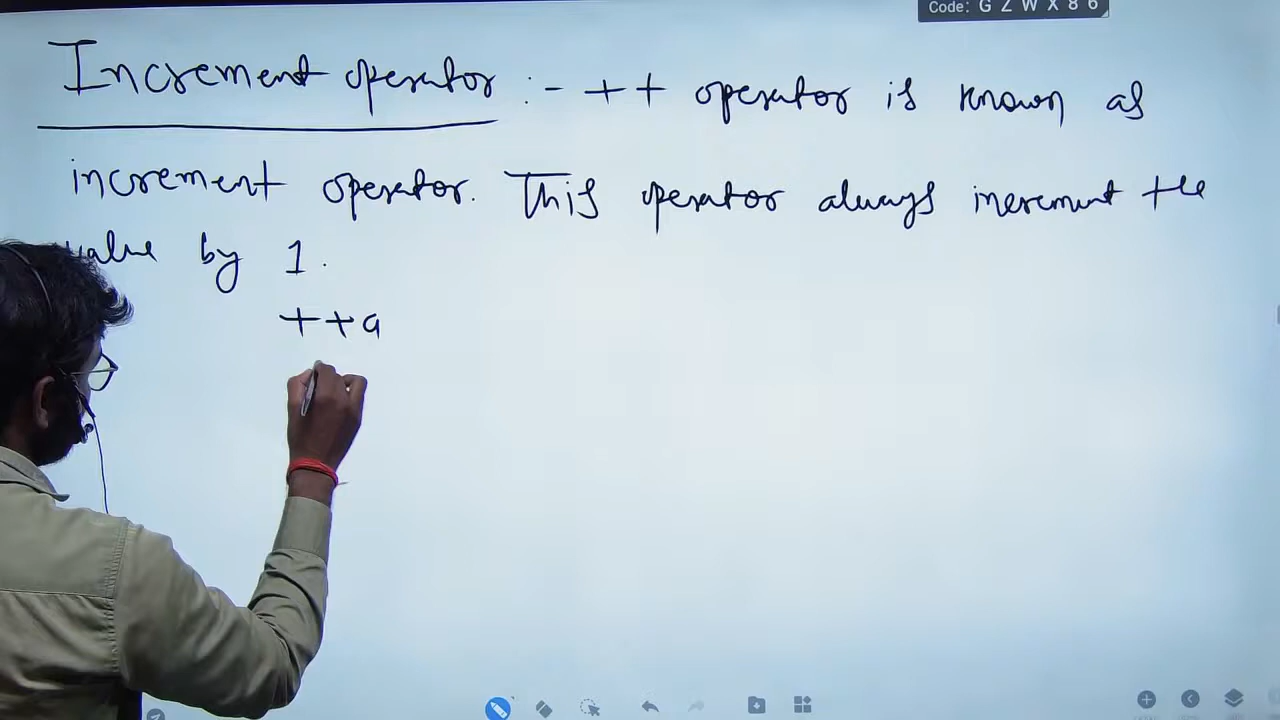 Code: G Z W X 8 6
Increment operator :- ++ operator is known as
increment operator. This operator always increment the
value by 1.
++a